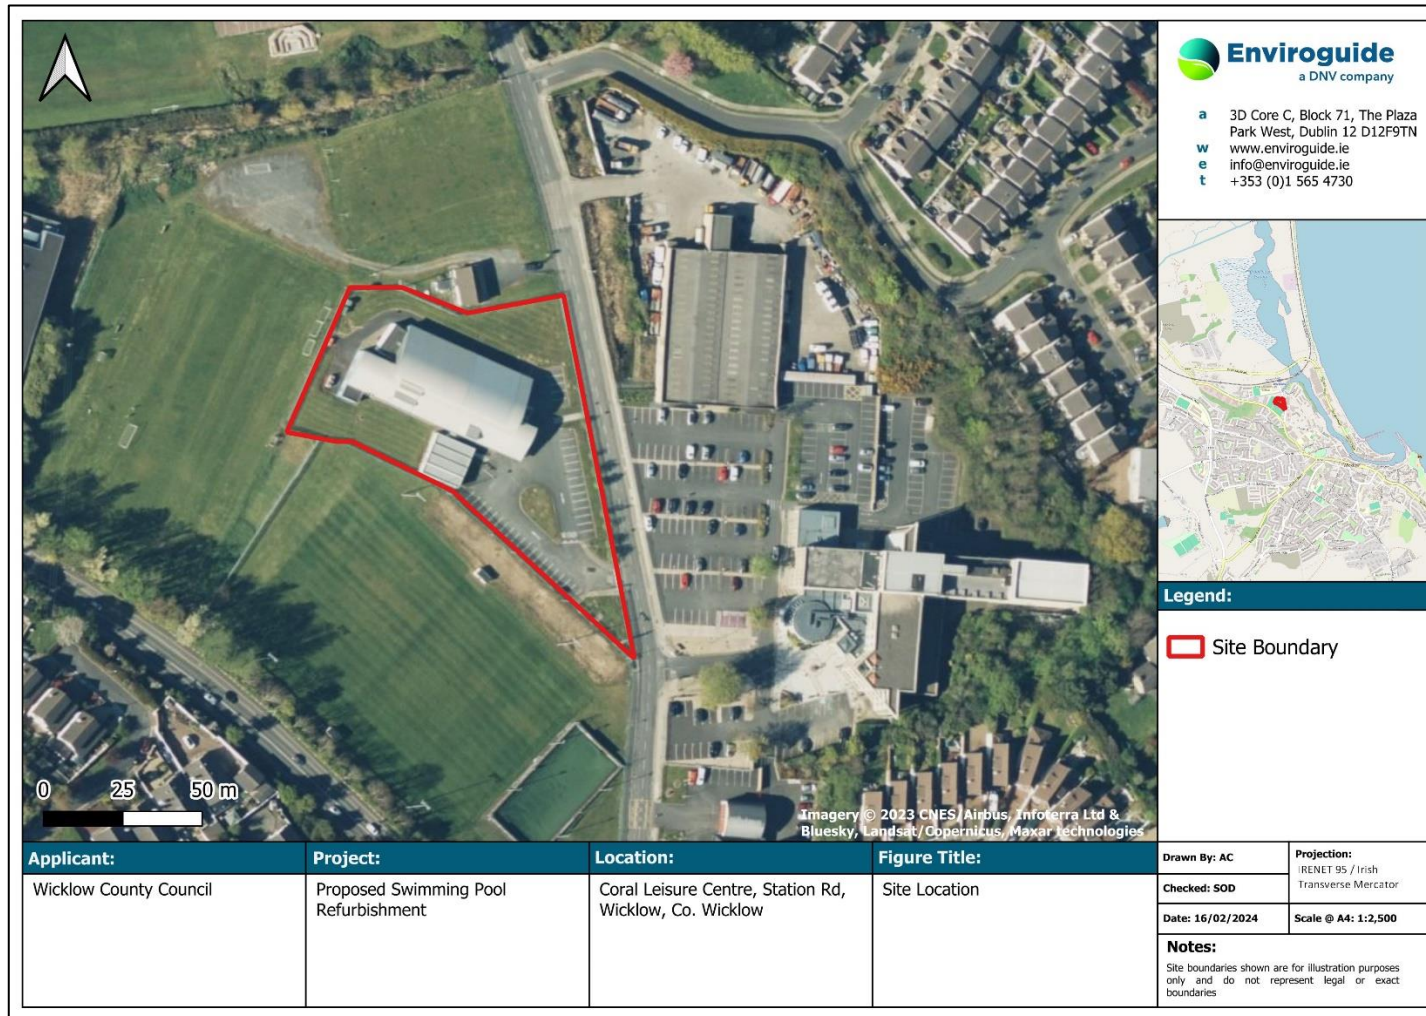 Enviroguide
a DNV company
a 3D Core C, Block 71, The Plaza
Park West, Dublin 12 D12F9TN
w www.enviroguide.ie
e info@enviroguide.ie
t +353 (0)1 565 4730
Legend:
Site Boundary
0 25 50 m
Imagery © 2023 CNES/Airbus, Infoterra Ltd &
Bluesky, Landsat/Copernicus, Maxar technologies
Applicant:
Wicklow County Council
Project:
Proposed Swimming Pool
Refurbishment
Location:
Coral Leisure Centre, Station Rd,
Wicklow, Co. Wicklow
Figure Title:
Site Location
Drawn By: AC
Checked: SOD
Date: 16/02/2024
Projection:
IRENET 95 / Irish
Transverse Mercator
Scale @ A4: 1:2,500
Notes:
Site boundaries shown are for illustration purposes
only and do not represent legal or exact
boundaries